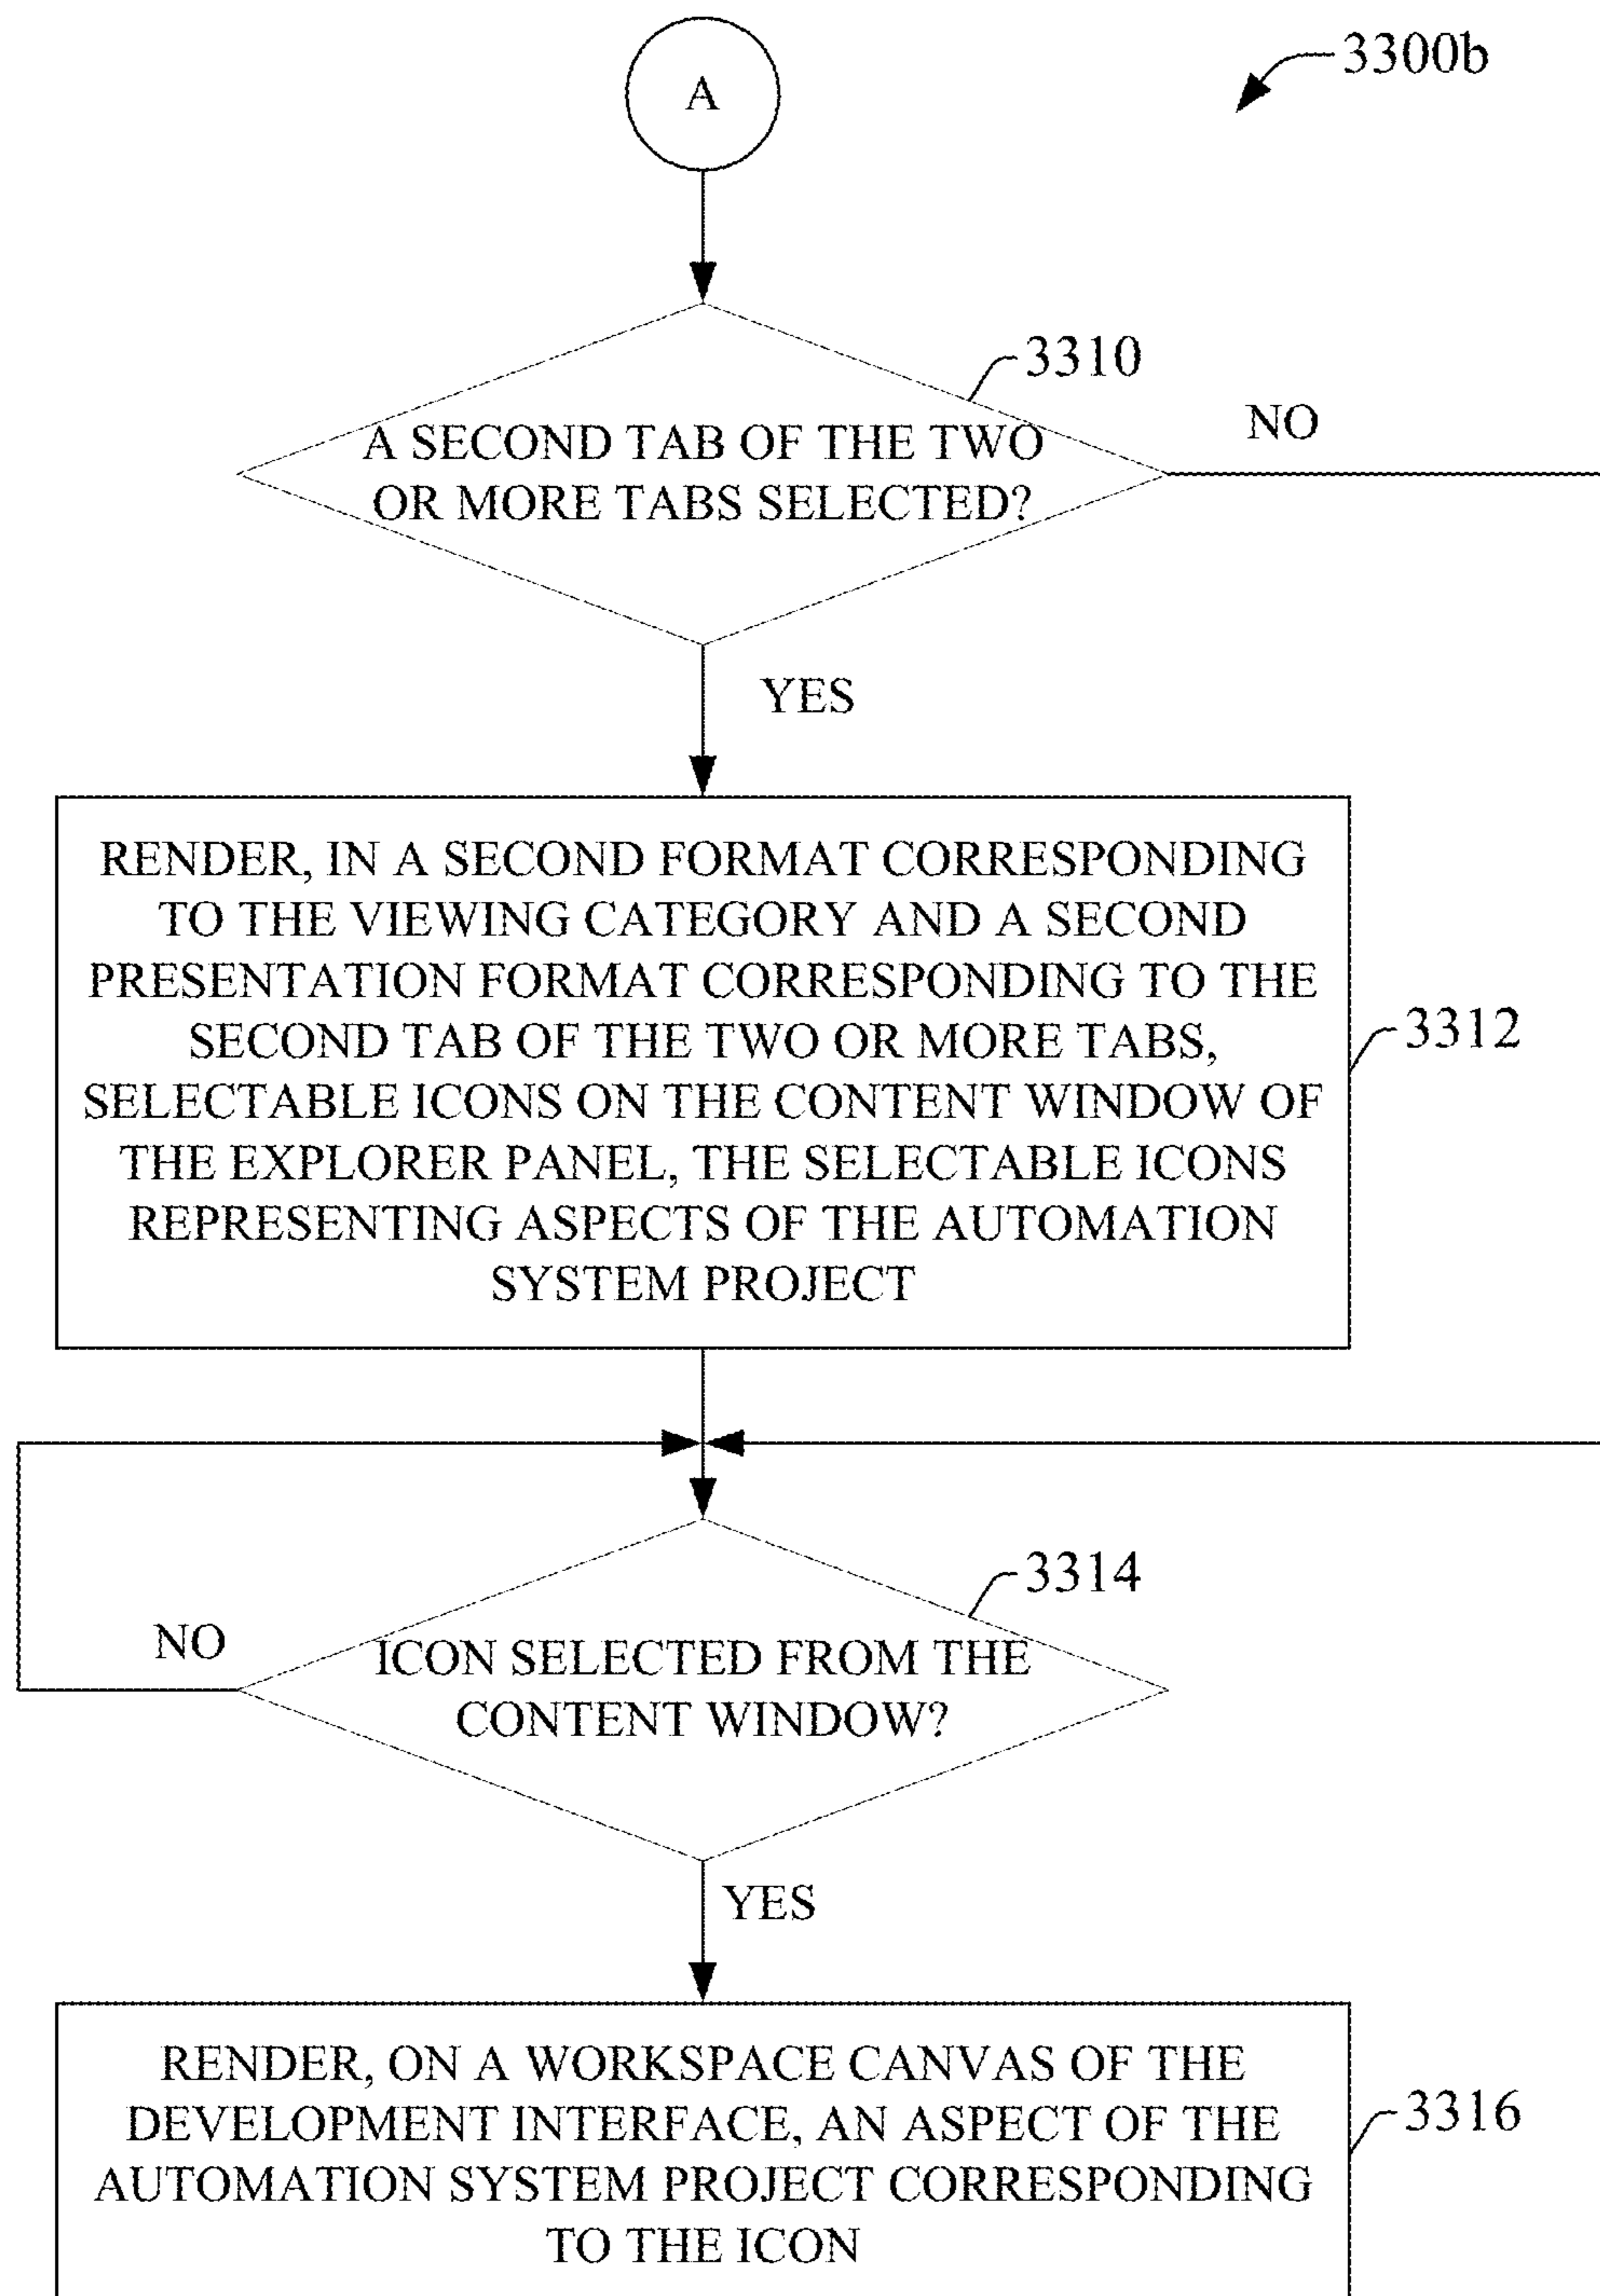 A
3300b
3310
A SECOND TAB OF THE TWO
OR MORE TABS SELECTED?
NO
YES
RENDER, IN A SECOND FORMAT CORRESPONDING
TO THE VIEWING CATEGORY AND A SECOND
PRESENTATION FORMAT CORRESPONDING TO THE
SECOND TAB OF THE TWO OR MORE TABS,
SELECTABLE ICONS ON THE CONTENT WINDOW OF
THE EXPLORER PANEL, THE SELECTABLE ICONS
REPRESENTING ASPECTS OF THE AUTOMATION
SYSTEM PROJECT
3312
3314
ICON SELECTED FROM THE
CONTENT WINDOW?
NO
YES
RENDER, ON A WORKSPACE CANVAS OF THE
DEVELOPMENT INTERFACE, AN ASPECT OF THE
AUTOMATION SYSTEM PROJECT CORRESPONDING
TO THE ICON
3316